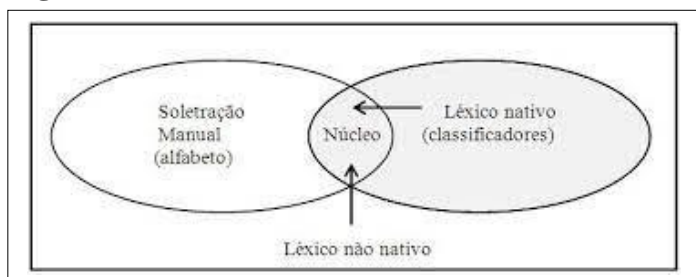 Soletração
Manual
(alfabeto)
Núcleo
Léxico nativo
(classificadores)
Léxico não nativo